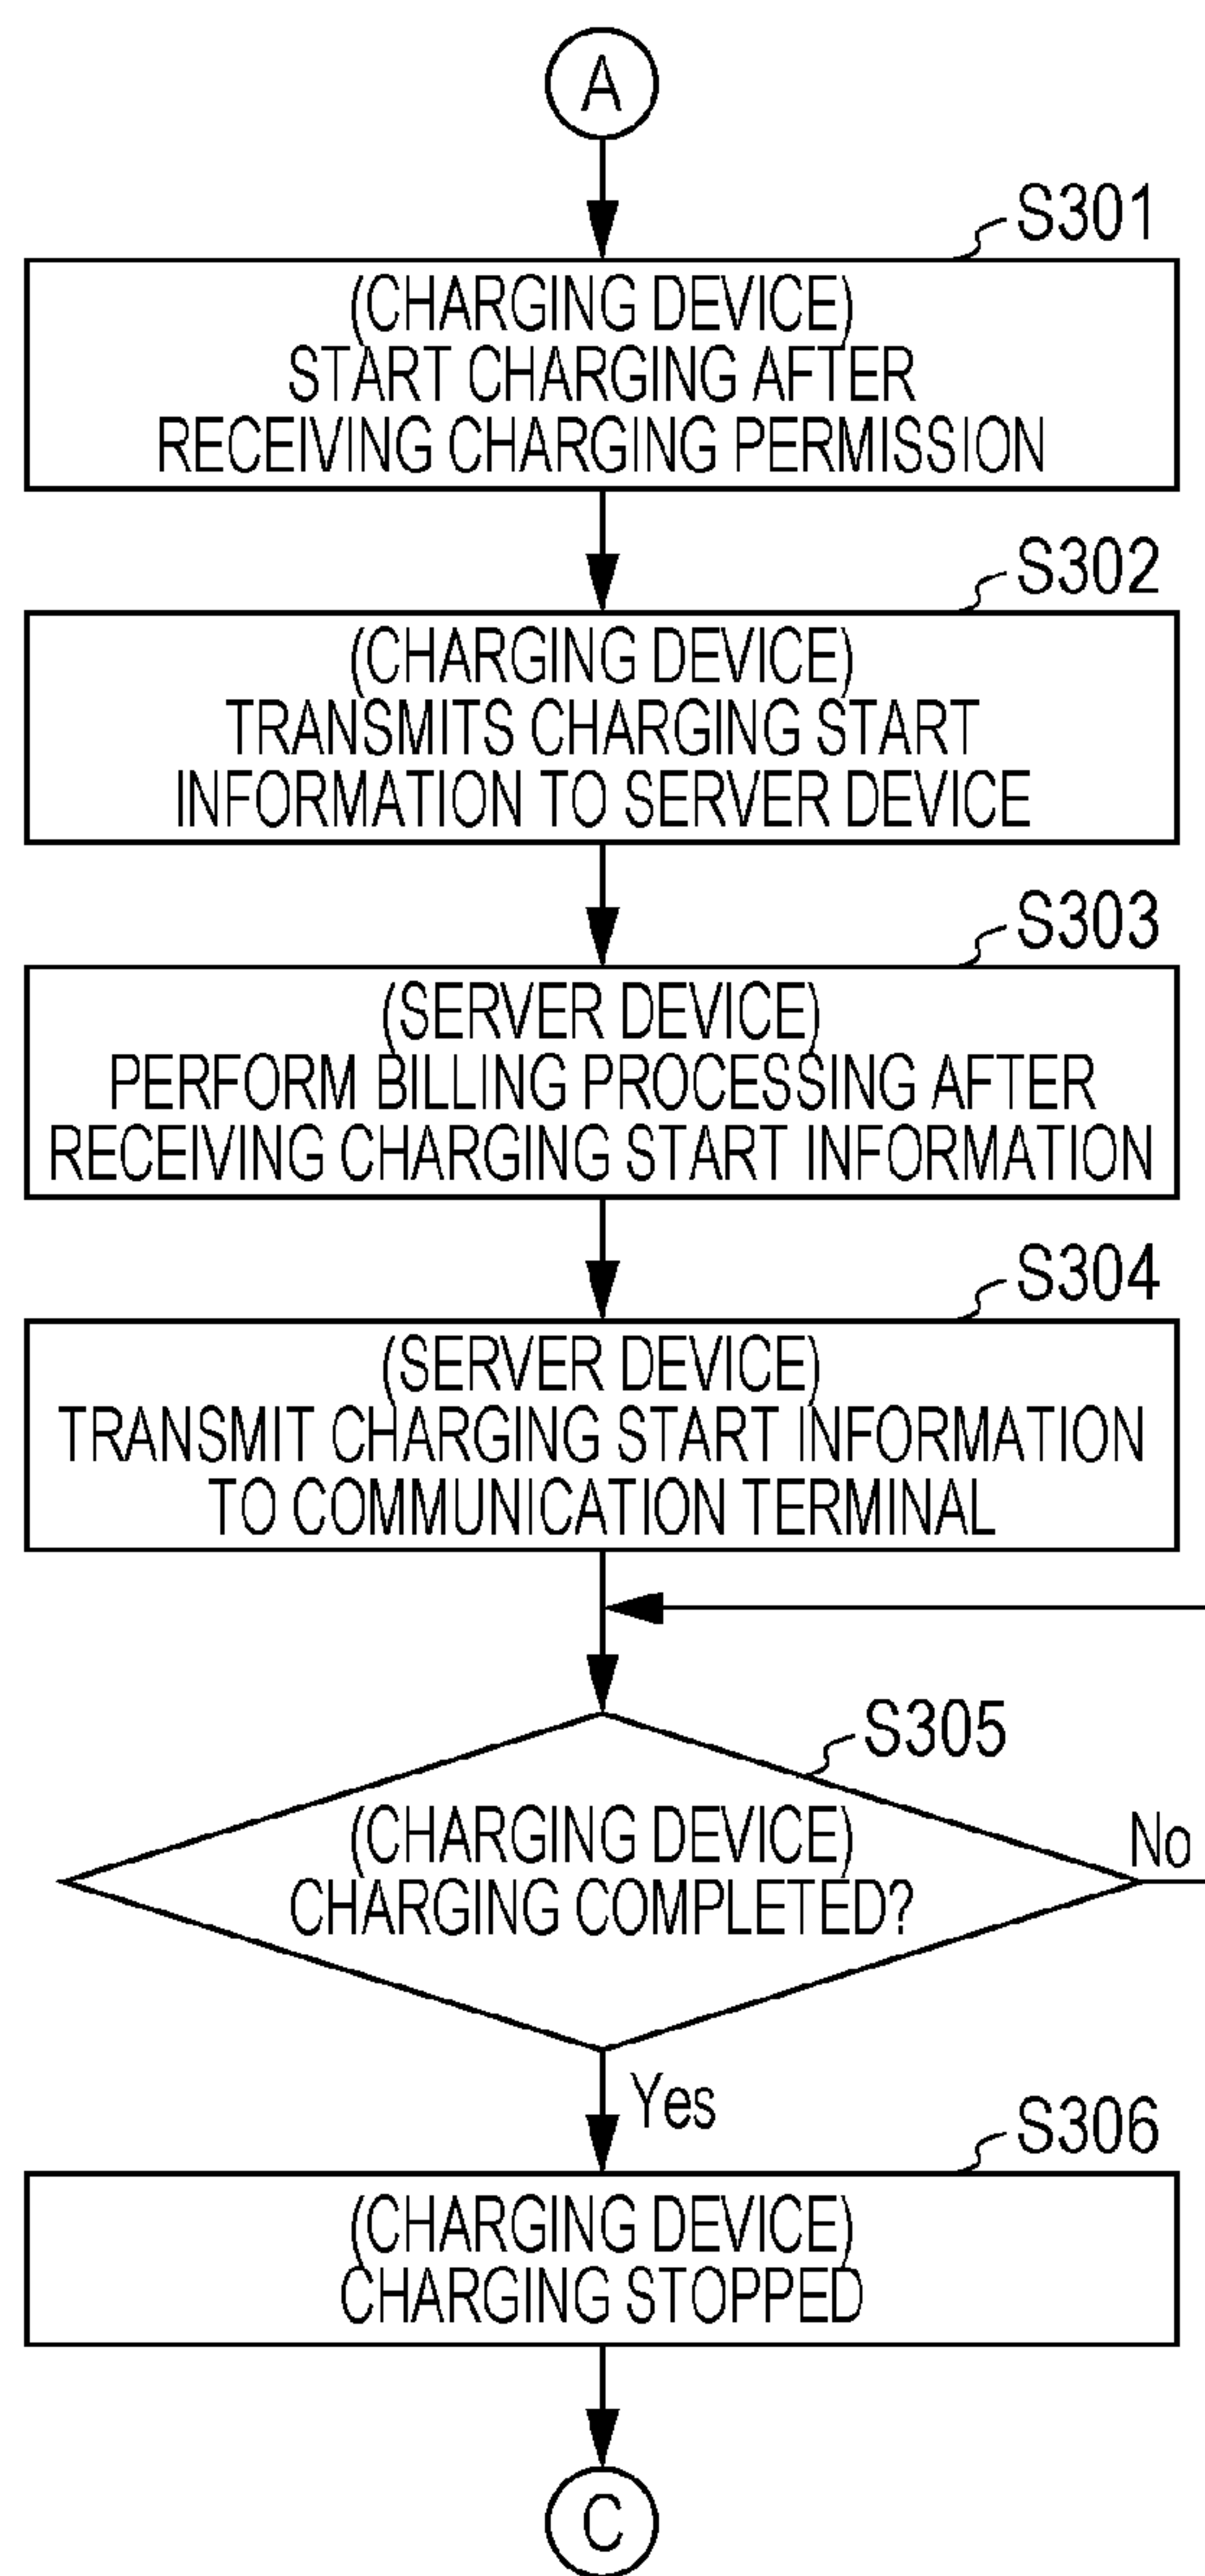 A
S301
(CHARGING DEVICE)
START CHARGING AFTER
RECEIVING CHARGING PERMISSION
S302
(CHARGING DEVICE)
TRANSMITS CHARGING START
INFORMATION TO SERVER DEVICE
S303
(SERVER DEVICE)
PERFORM BILLING PROCESSING AFTER
RECEIVING CHARGING START INFORMATION
S304
(SERVER DEVICE)
TRANSMIT CHARGING START INFORMATION
TO COMMUNICATION TERMINAL
S305
(CHARGING DEVICE)
CHARGING COMPLETED?
No
Yes
S306
(CHARGING DEVICE)
CHARGING STOPPED
C